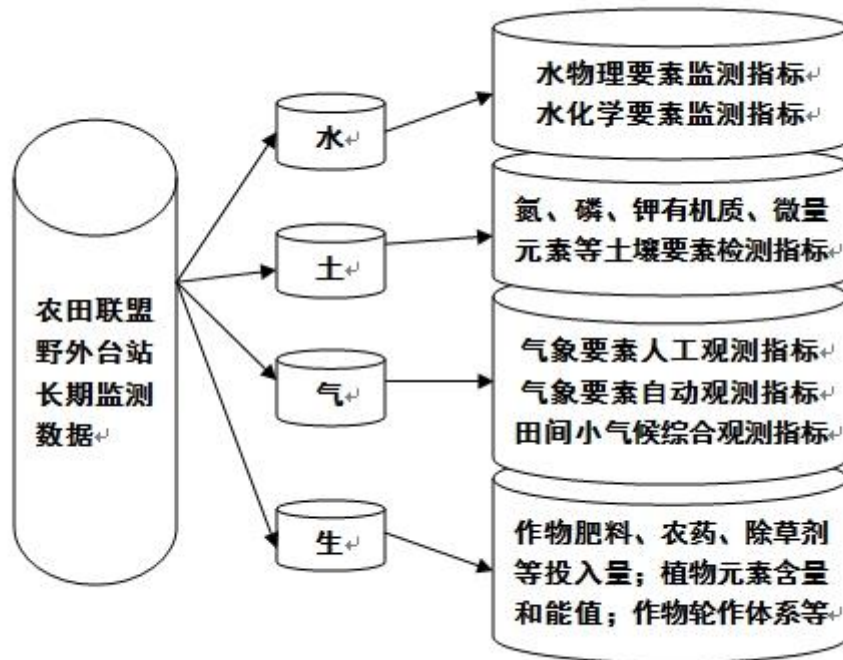 农田联盟
野外台站
长期监测
数据
水
土
气
生
水物理要素监测指标
水化学要素监测指标
氮、磷、钾有机质、微量
元素等土壤要素检测指标
气象要素人工观测指标
气象要素自动观测指标
田间小气候综合观测指标
作物肥料、农药、除草剂
等投入量；植物元素含量
和能值；作物轮作体系等